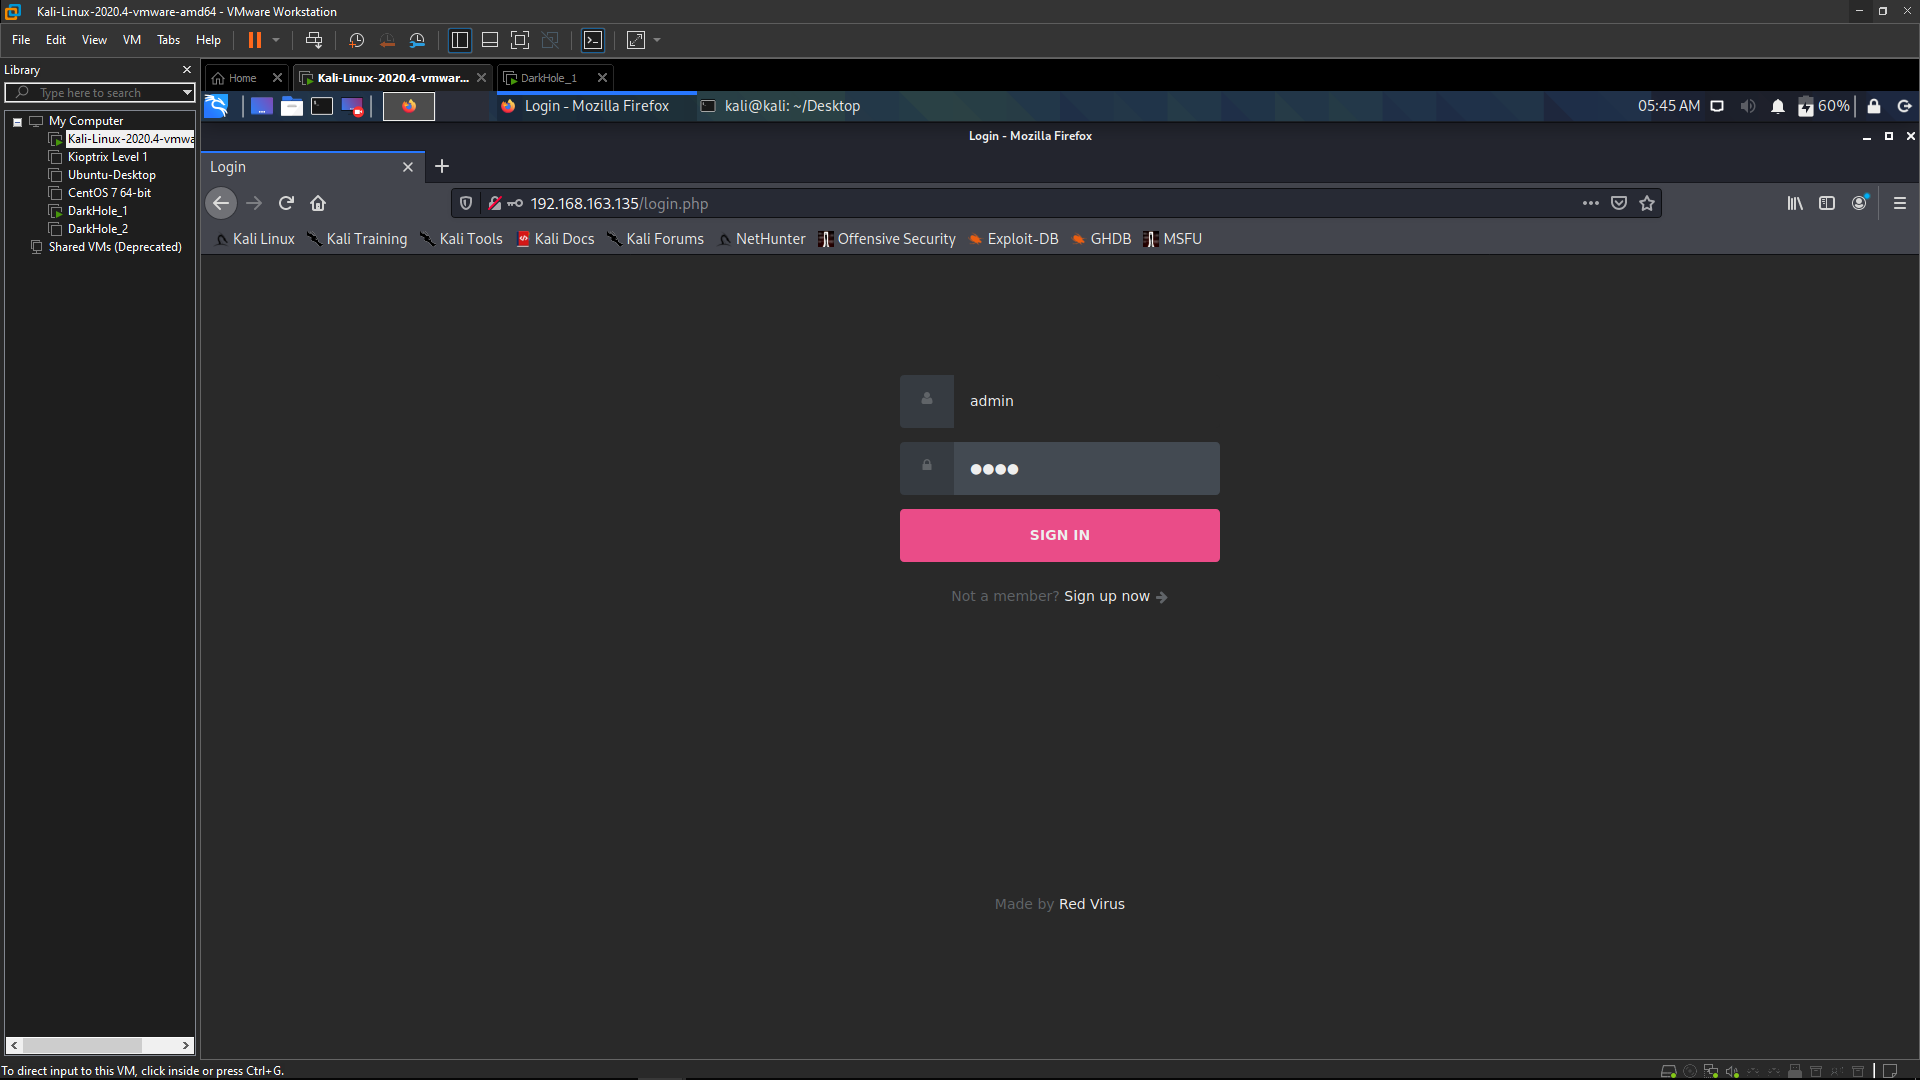 Kali-Linux-2020.4-vmware-amd64 - VMware Workstation
File Edit View VM Tabs Help
Library
Type here to search
My Computer
Kali-Linux-2020.4-vmwa
Kioptrix Level 1
Ubuntu-Desktop
CentOS 7 64-bit
DarkHole_1
DarkHole_2
Shared VMs (Deprecated)
Home Kali-Linux-2020.4-vmwar... DarkHole_1
Login - Mozilla Firefox kali@kali: ~/Desktop 05:45 AM 60%
Login - Mozilla Firefox
Login
192.168.163.135/login.php
Kali Linux Kali Training Kali Tools Kali Docs Kali Forums NetHunter Offensive Security Exploit-DB GHDB MSFU
admin
●●●●
SIGN IN
Not a member? Sign up now →
Made by Red Virus
To direct input to this VM, click inside or press Ctrl+G.